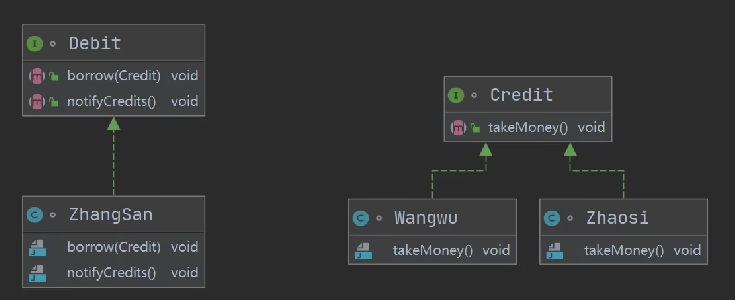 Debit
borrow(Credit) void
notifyCredits() void
ZhangSan
borrow(Credit) void
notifyCredits() void
Credit
takeMoney() void
Wangwu
takeMoney() void
Zhaosi
takeMoney() void